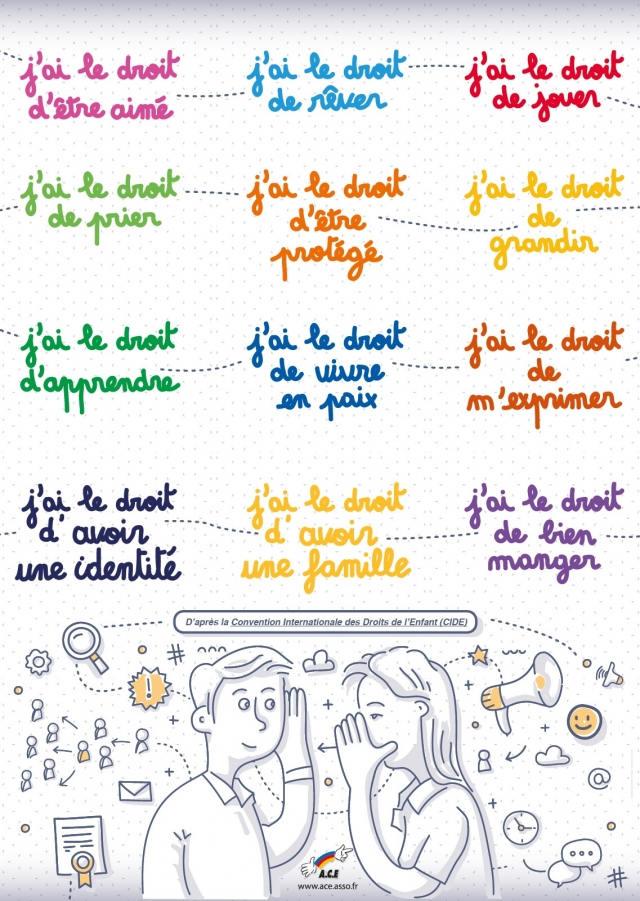 j'ai le droit
d'être aimé
j'ai le droit
de rêver
j'ai le droit
de jouer
j'ai le droit
de prier
j'ai le droit
d'être
protégé
j'ai le droit
de
grandir
j'ai le droit
d'apprendre
j'ai le droit
de vivre
en paix
j'ai le droit
de
m'exprimer
j'ai le droit
d'avoir
une identité
j'ai le droit
d'avoir
une famille
j'ai le droit
de bien
manger
D'après la Convention Internationale des Droits de l'Enfant (CIDE)
A.C.E
www.ace.asso.fr